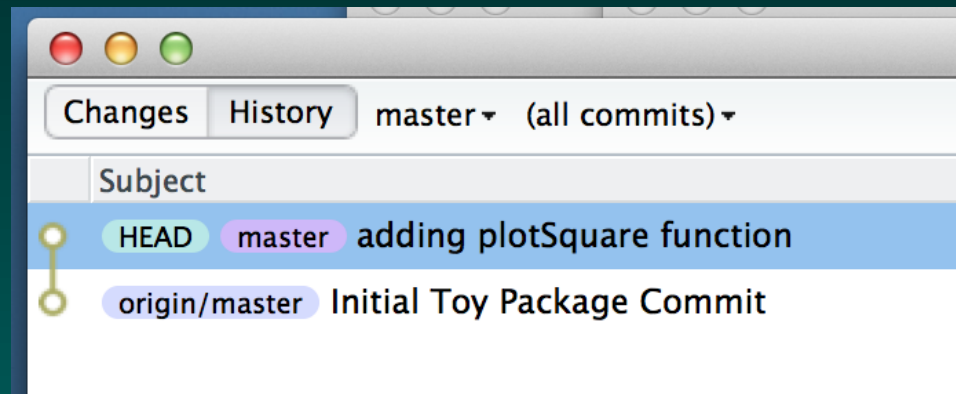 Changes History master (all commits)
Subject
HEAD master adding plotSquare function
origin/master Initial Toy Package Commit